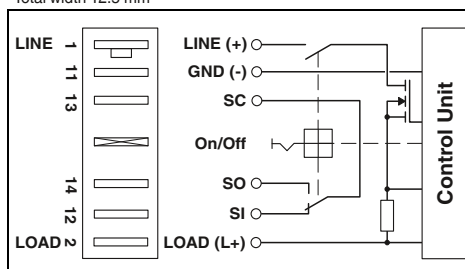 Total width 12.5 mm
LINE 1 LINE (+)
11 GND (-)
13 SC
On/Off
14 SO
12 SI
LOAD 2 LOAD (L+)
Control Unit